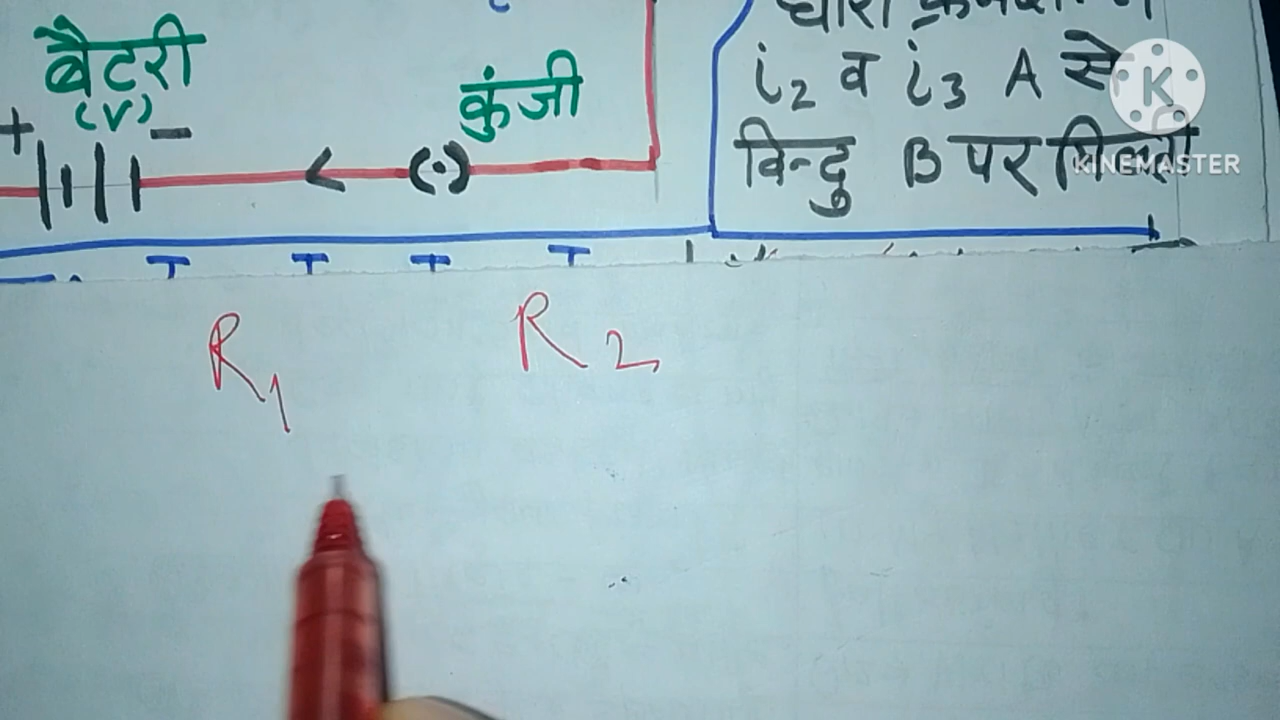 बैटरी
(V)
+ −
कुंजी
(·)
i₂ व i₃ A से
बिन्दु B पर मिलती
KINEMASTER
R₁ R₂